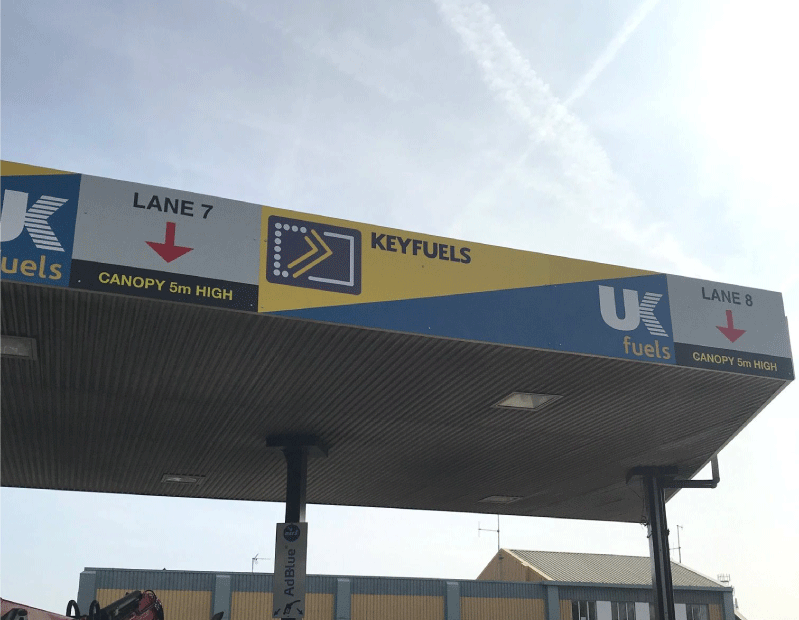 UK
fuels
LANE 7
CANOPY 5m HIGH
KEYFUELS
UK
fuels
LANE 8
CANOPY 5m HIGH
AdBlue®